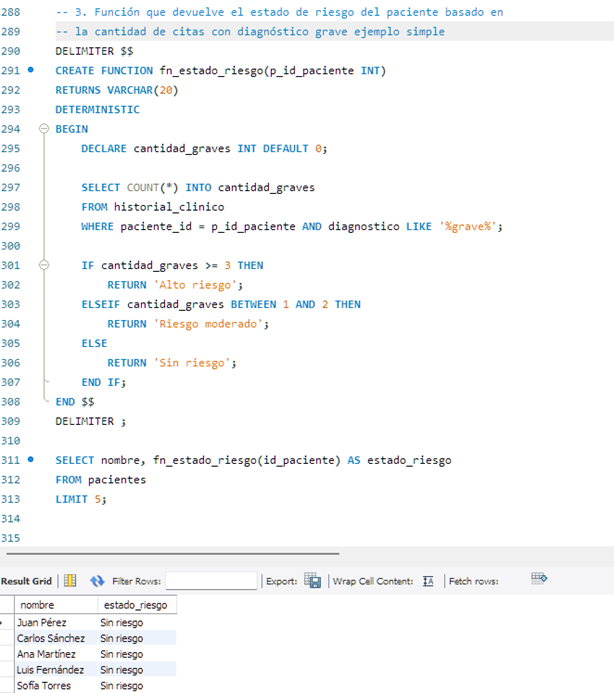 288 -- 3. Función que devuelve el estado de riesgo del paciente basado en
289 -- la cantidad de citas con diagnóstico grave ejemplo simple
290 DELIMITER $$
291 CREATE FUNCTION fn_estado_riesgo(p_id_paciente INT)
292 RETURNS VARCHAR(20)
293 DETERMINISTIC
294 BEGIN
295 DECLARE cantidad_graves INT DEFAULT 0;
296
297 SELECT COUNT(*) INTO cantidad_graves
298 FROM historial_clinico
299 WHERE paciente_id = p_id_paciente AND diagnostico LIKE '%grave%';
300
301 IF cantidad_graves >= 3 THEN
302 RETURN 'Alto riesgo';
303 ELSEIF cantidad_graves BETWEEN 1 AND 2 THEN
304 RETURN 'Riesgo moderado';
305 ELSE
306 RETURN 'Sin riesgo';
307 END IF;
308 END $$
309 DELIMITER ;
310
311 SELECT nombre, fn_estado_riesgo(id_paciente) AS estado_riesgo
312 FROM pacientes
313 LIMIT 5;
314
315
Result Grid Filter Rows: Export: Wrap Cell Content: Fetch rows:
nombre estado_riesgo
Juan Pérez Sin riesgo
Carlos Sánchez Sin riesgo
Ana Martínez Sin riesgo
Luis Fernández Sin riesgo
Sofía Torres Sin riesgo